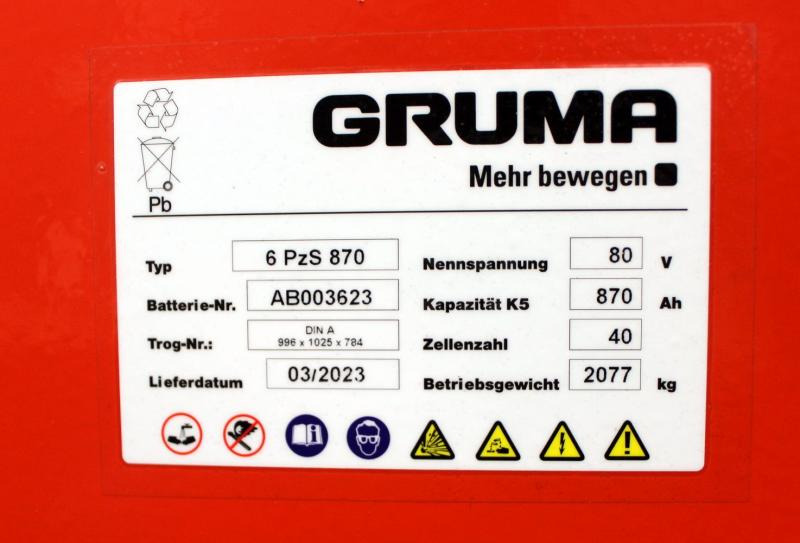 GRUMA
Mehr bewegen
Pb
Typ 6 PzS 870 Nennspannung 80 V
Batterie-Nr. AB003623 Kapazität K5 870 Ah
Trog-Nr.: DIN A 996 x 1025 x 784 Zellenzahl 40
Lieferdatum 03/2023 Betriebsgewicht 2077 kg